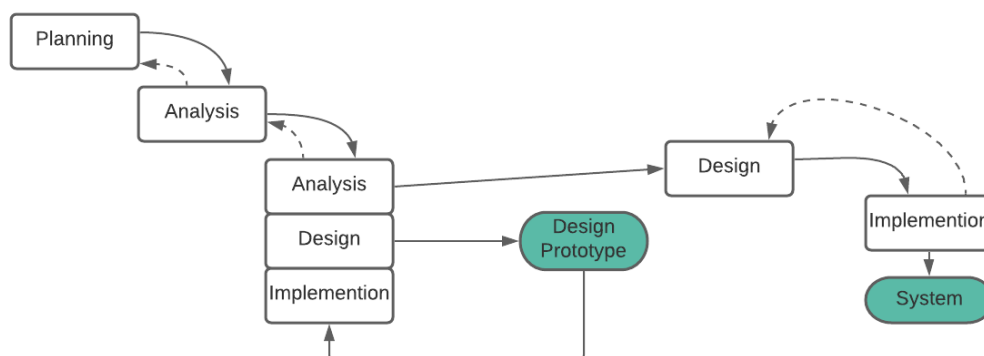 Planning
Analysis
Analysis
Design
Implemention
Design
Prototype
Design
Implemention
System